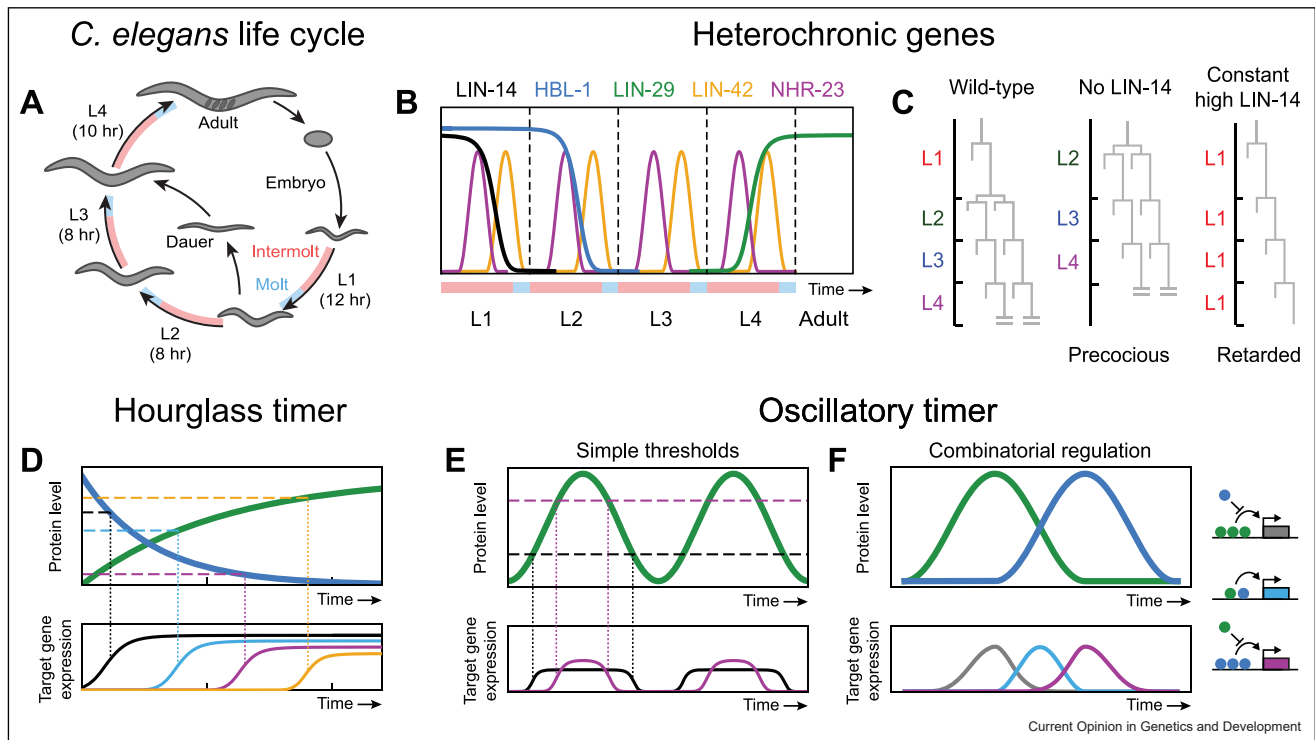 C. elegans life cycle
Heterochronic genes
A
L4
(10 hr)
Adult
Embryo
L3
(8 hr)
Dauer
Intermolt
Molt
L1
(12 hr)
L2
(8 hr)
B
LIN-14 HBL-1 LIN-29 LIN-42 NHR-23
Time
L1 L2 L3 L4 Adult
C
Wild-type
No LIN-14
Constant
high LIN-14
L1
L2
L3
L4
L2
L3
L4
L1
L1
L1
L1
Precocious
Retarded
Hourglass timer
Oscillatory timer
D
Protein level
Time
Target gene
expression
Time
E
Simple thresholds
Protein level
Time
Target gene
expression
Time
F
Combinatorial regulation
Protein level
Time
Target gene
expression
Time
Current Opinion in Genetics and Development